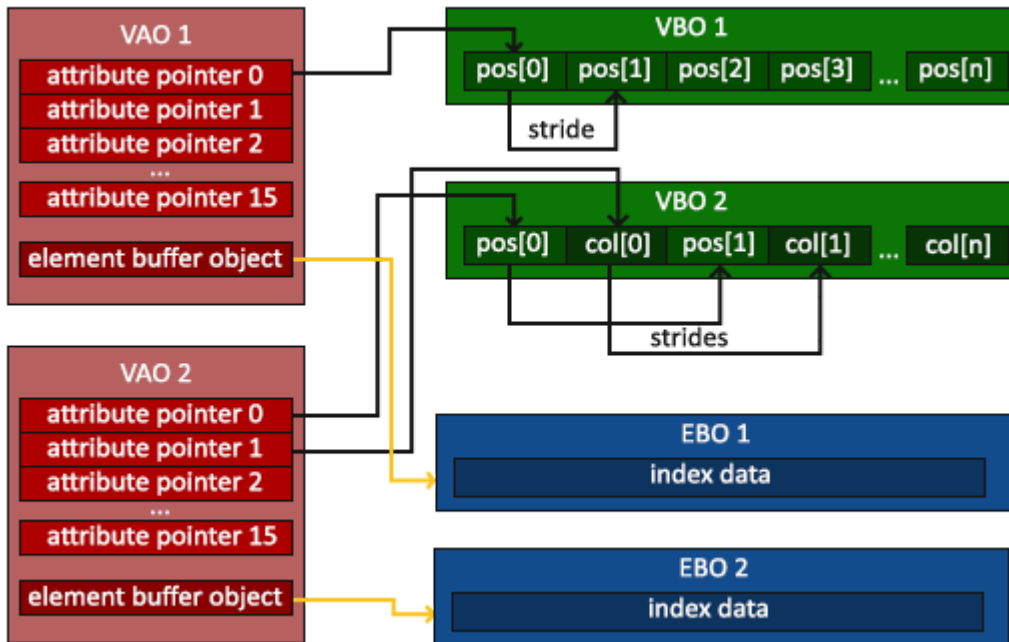 VAO 1
attribute pointer 0
attribute pointer 1
attribute pointer 2
...
attribute pointer 15
element buffer object
VBO 1
pos[0] pos[1] pos[2] pos[3] ... pos[n]
stride
VBO 2
pos[0] col[0] pos[1] col[1] ... col[n]
strides
VAO 2
attribute pointer 0
attribute pointer 1
attribute pointer 2
...
attribute pointer 15
element buffer object
EBO 1
index data
EBO 2
index data